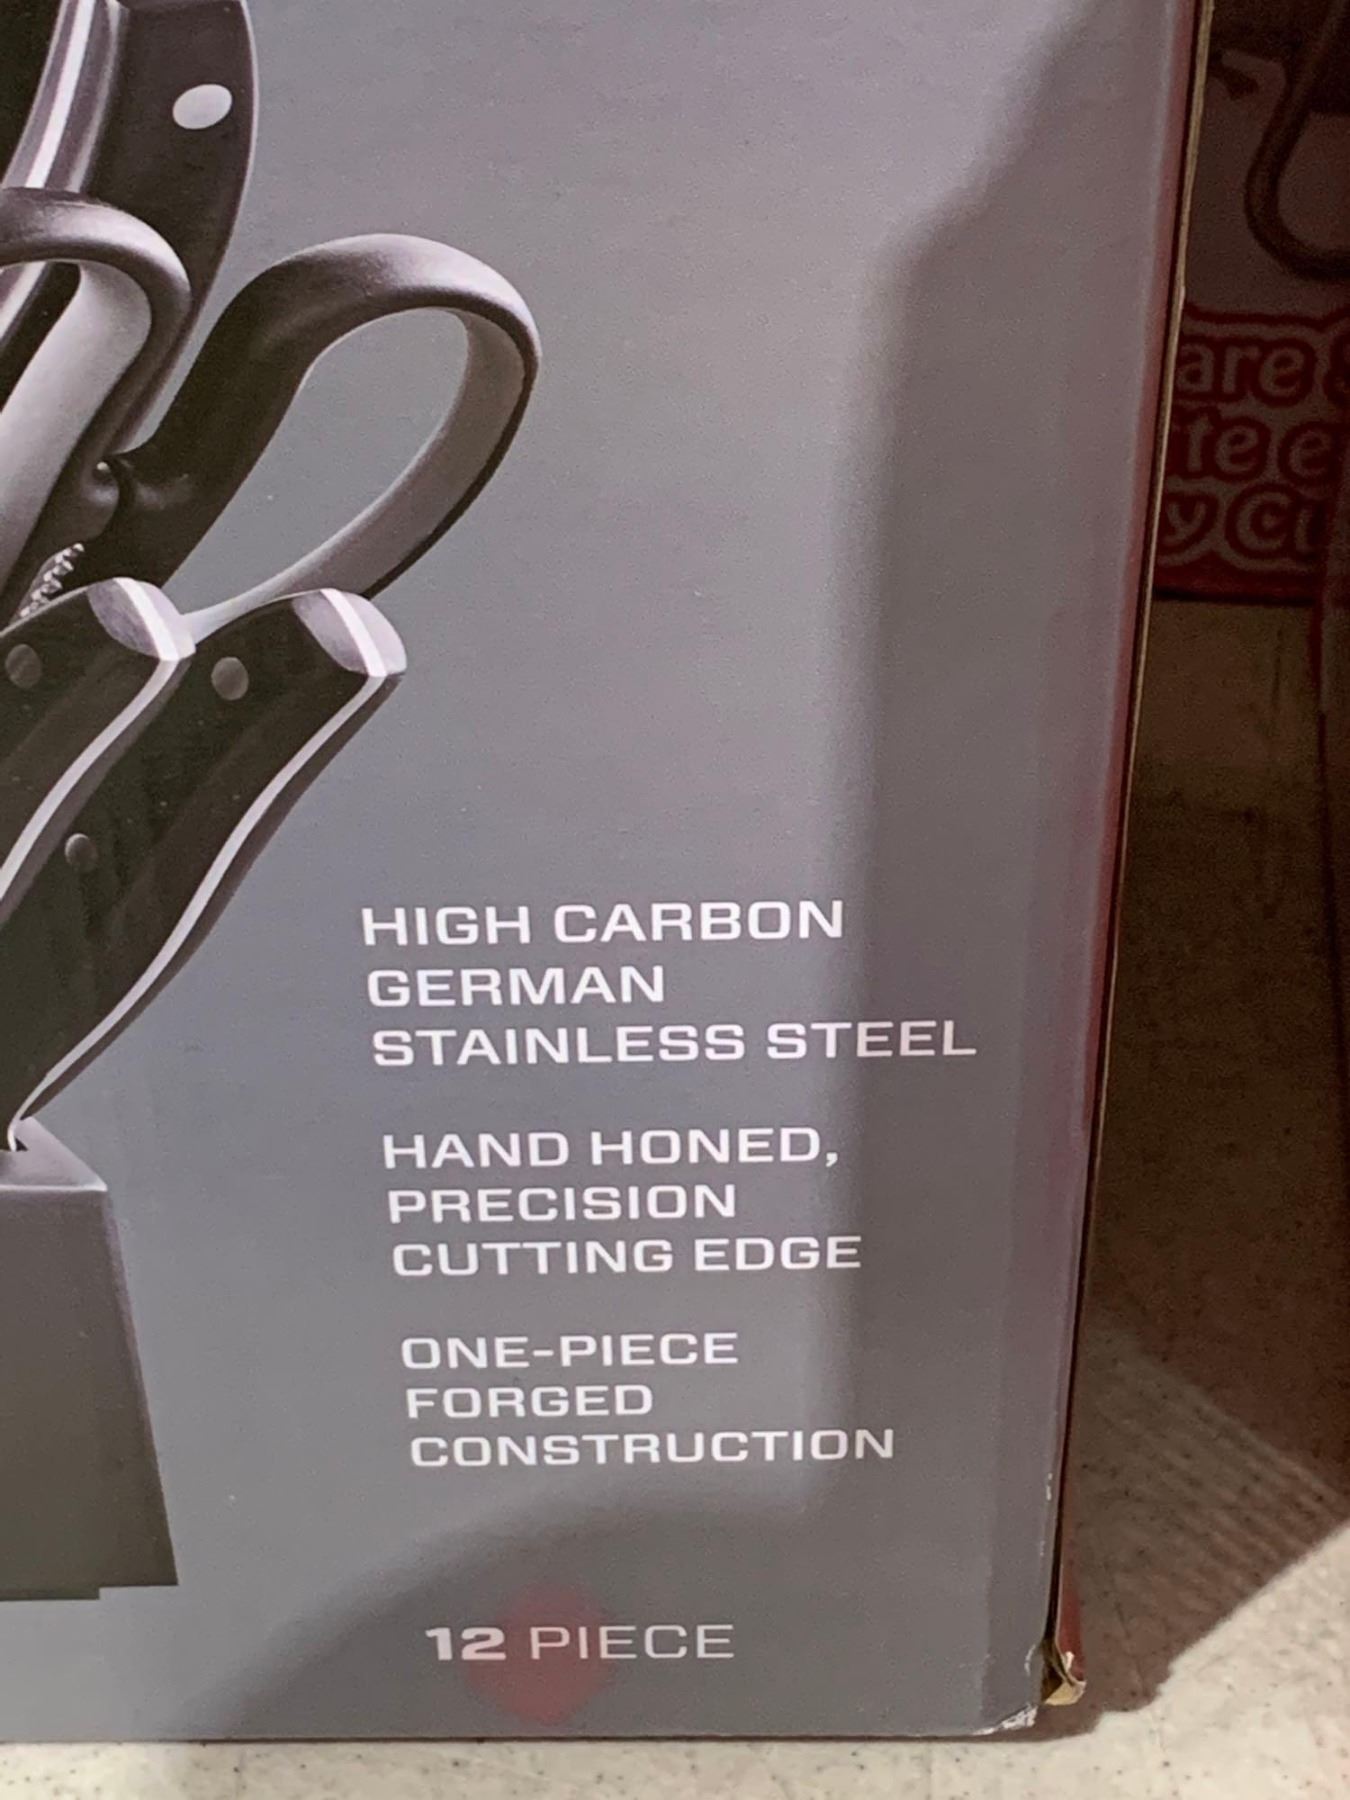 HIGH CARBON
GERMAN
STAINLESS STEEL
HAND HONED,
PRECISION
CUTTING EDGE
ONE-PIECE
FORGED
CONSTRUCTION
12 PIECE